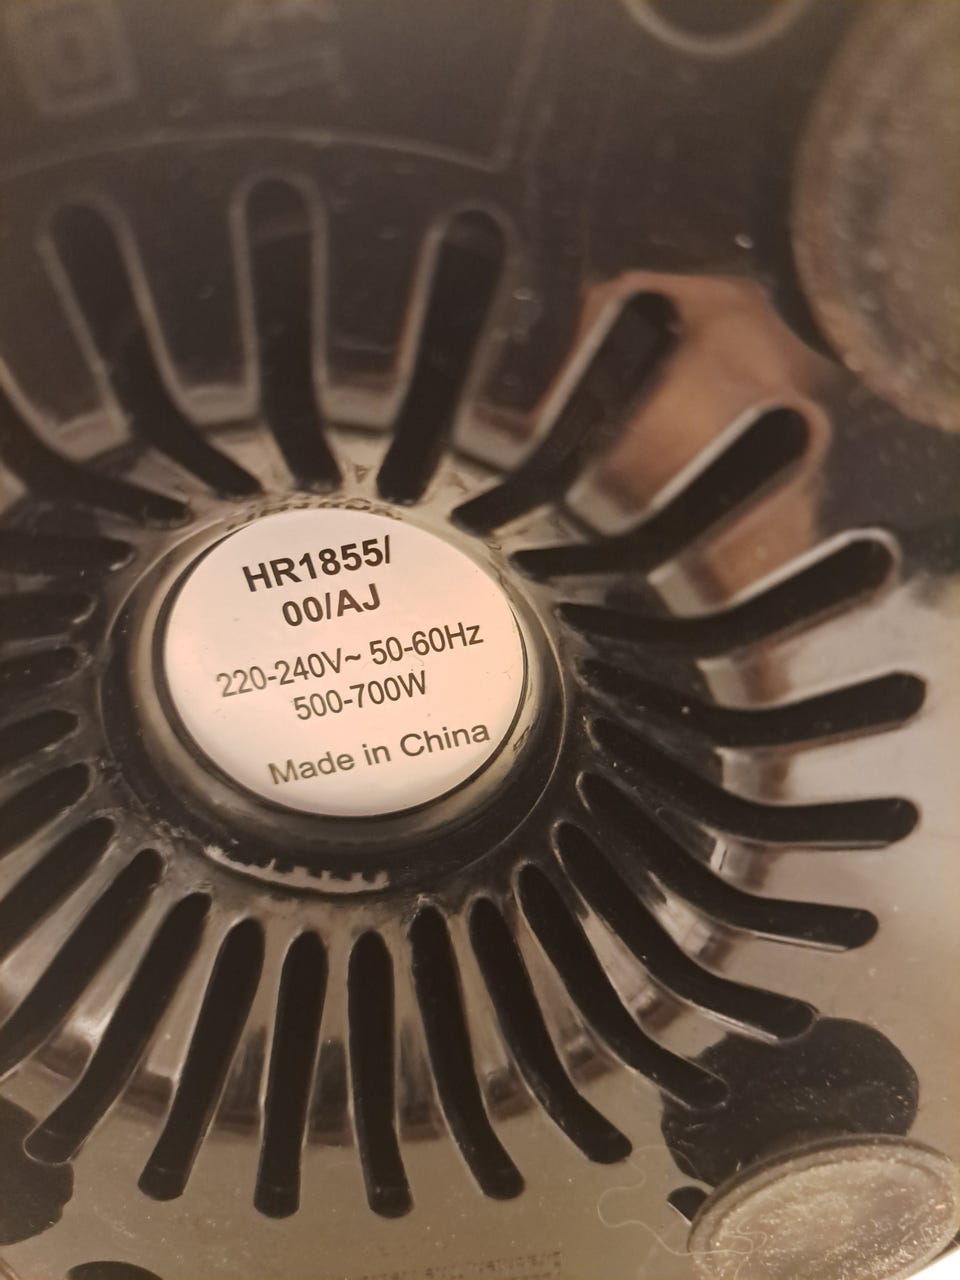 HR1855/
00/AJ
220-240V~ 50-60Hz
500-700W
Made in China